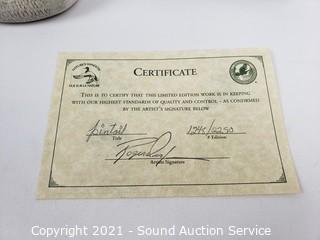 CERTIFICATE
THIS IS TO CERTIFY THAT THIS LIMITED EDITION WORK IS IN KEEPING
WITH OUR HIGHEST STANDARDS OF QUALITY AND CONTROL - AS CONFIRMED
BY THE ARTIST'S SIGNATURE BELOW
Pintail
Title
1245/2250
# Edition
Artist Signature
Copyright 2021 - Sound Auction Service